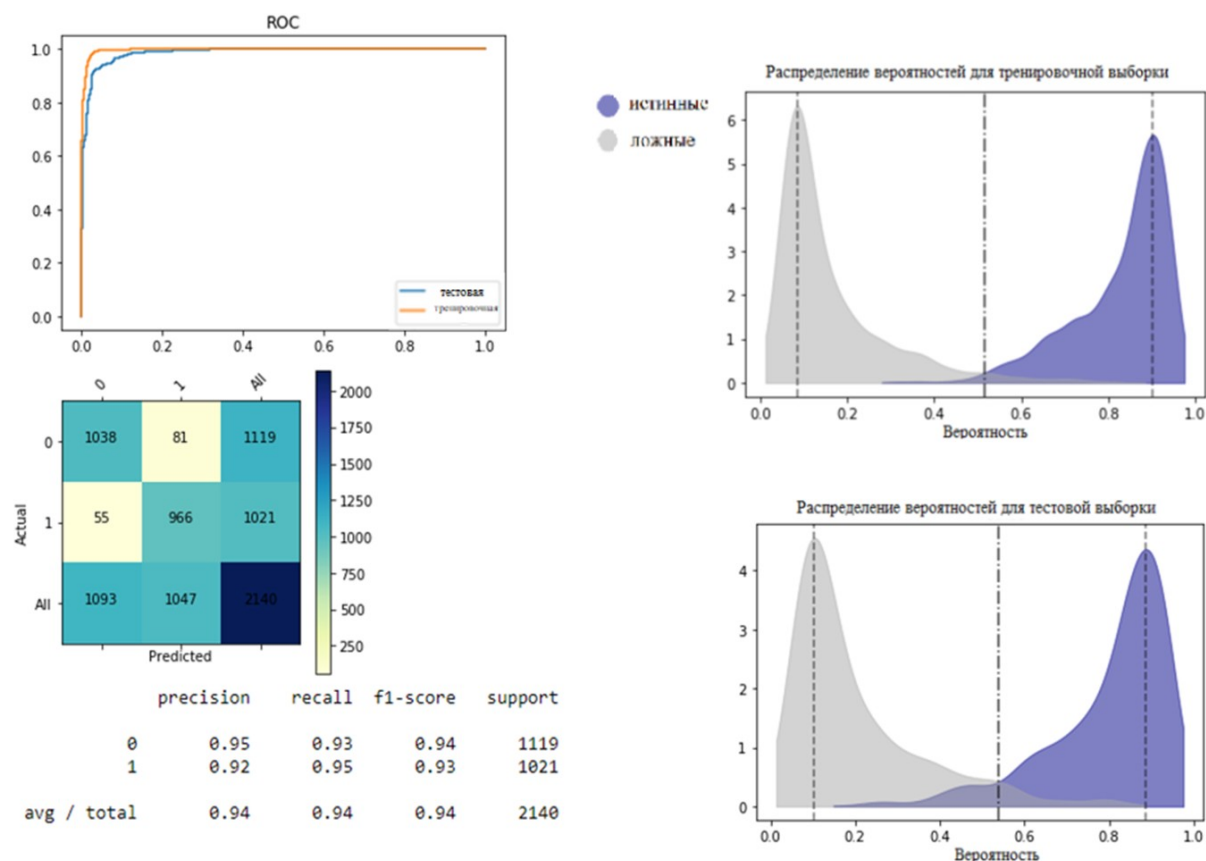 ROC
1.0
0.8
0.6
0.4
0.2
0.0
0.0 0.2 0.4 0.6 0.8 1.0
тестовая
тренировочная
0 1 All
0 1038 81 1119
1 55 966 1021
All 1093 1047 2140
Actual
Predicted
2000
1750
1500
1250
1000
750
500
250
precision recall f1-score support
0 0.95 0.93 0.94 1119
1 0.92 0.95 0.93 1021
avg / total 0.94 0.94 0.94 2140
истинные
ложные
Распределение вероятностей для тренировочной выборки
6
5
4
3
2
1
0
0.0 0.2 0.4 0.6 0.8 1.0
Вероятность
Распределение вероятностей для тестовой выборки
4
3
2
1
0
0.0 0.2 0.4 0.6 0.8 1.0
Вероятность